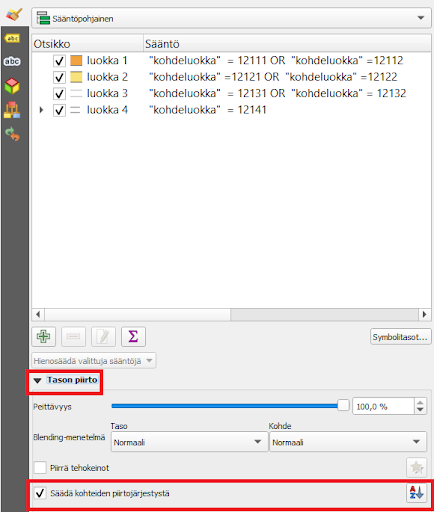 Sääntöpohjainen
Otsikko Sääntö
luokka 1 "kohdeluokka" = 12111 OR "kohdeluokka" =12112
luokka 2 "kohdeluokka" =12121 OR "kohdeluokka" =12122
luokka 3 "kohdeluokka" = 12131 OR "kohdeluokka" = 12132
luokka 4 "kohdeluokka" = 12141
Symbolitasot...
Hienosäädä valittuja sääntöjä
Tason piirto
Peittävyys 100,0 %
Taso Kohde
Blending-menetelmä Normaali Normaali
Piirrä tehokeinot
Säädä kohteiden piirtojärjestystä
abc
abc
Σ
A
Z